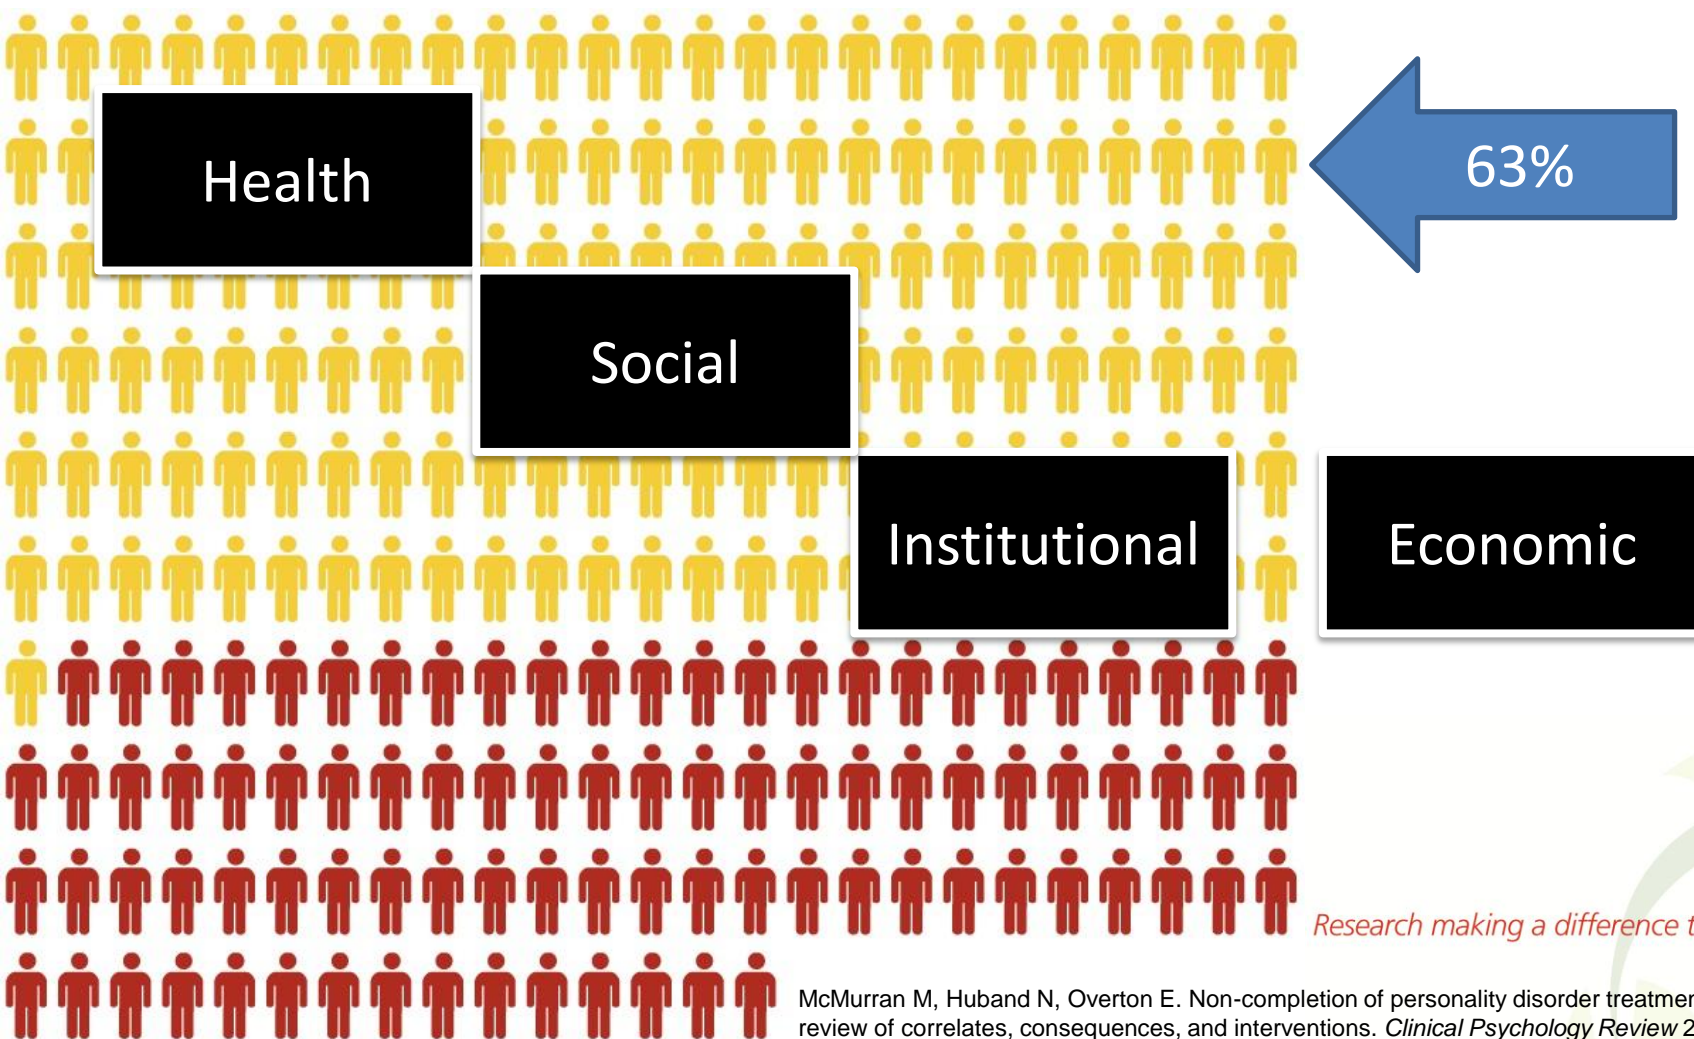 Health
63%
Social
Institutional
Economic
Research making a difference
McMurran M, Huband N, Overton E. Non-completion of personality disorder
review of correlates, consequences, and interventions. Clinical Psychology Review